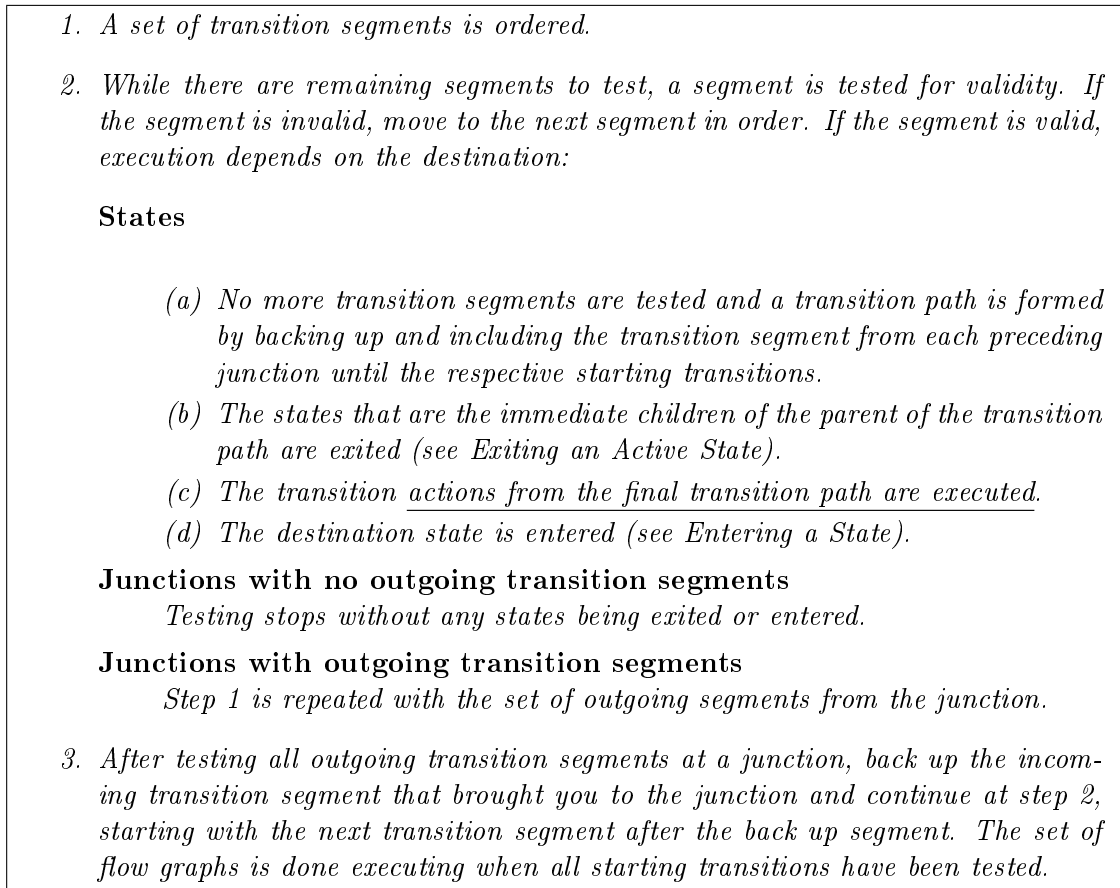 1. A set of transition segments is ordered.
2. While there are remaining segments to test, a segment is tested for validity. If
the segment is invalid, move to the next segment in order. If the segment is valid,
execution depends on the destination:
States
(a) No more transition segments are tested and a transition path is formed
by backing up and including the transition segment from each preceding
junction until the respective starting transitions.
(b) The states that are the immediate children of the parent of the transition
path are exited (see Exiting an Active State).
(c) The transition actions from the final transition path are executed.
(d) The destination state is entered (see Entering a State).
Junctions with no outgoing transition segments
Testing stops without any states being exited or entered.
Junctions with outgoing transition segments
Step 1 is repeated with the set of outgoing segments from the junction.
3. After testing all outgoing transition segments at a junction, back up the incom-
ing transition segment that brought you to the junction and continue at step 2,
starting with the next transition segment after the back up segment. The set of
flow graphs is done executing when all starting transitions have been tested.